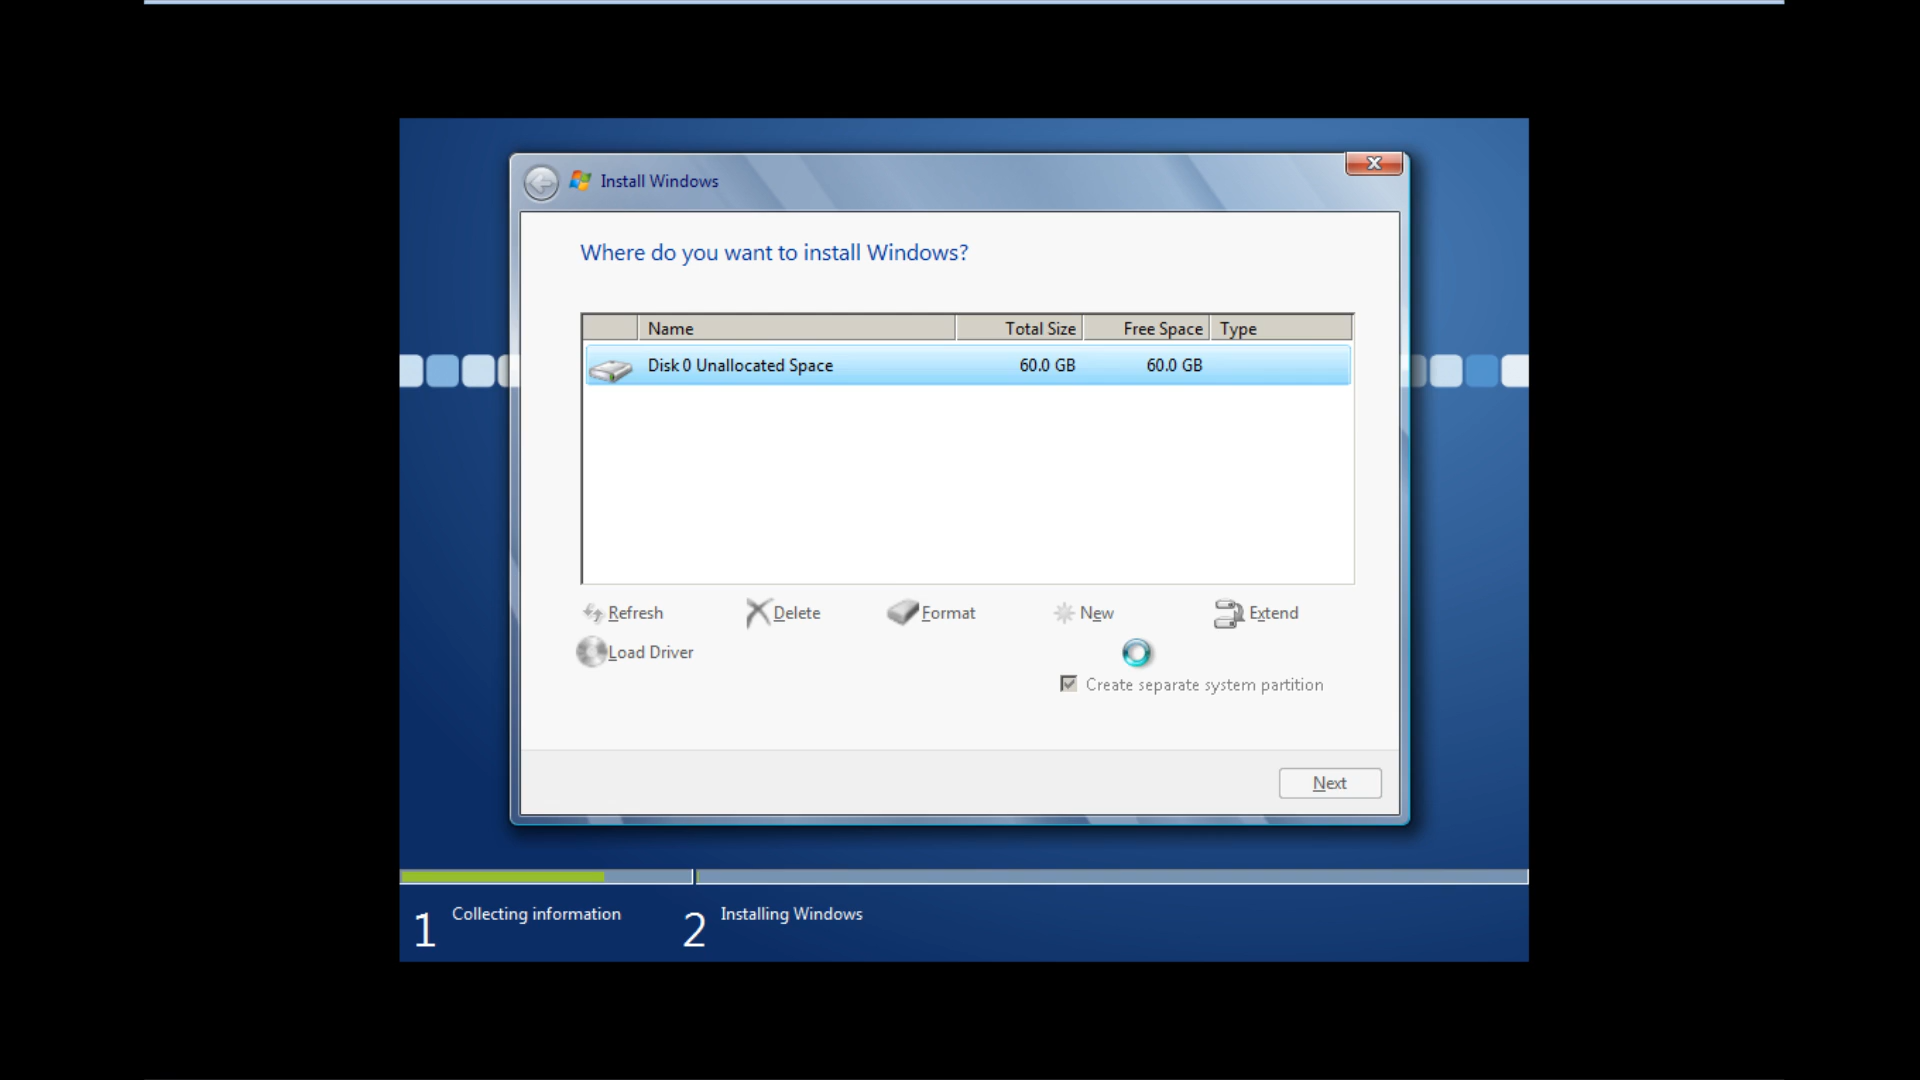 Install Windows
Where do you want to install Windows?
Name Total Size Free Space Type
Disk 0 Unallocated Space 60.0 GB 60.0 GB
Refresh Delete Format New Extend
Load Driver
Create separate system partition
Next
1 Collecting information 2 Installing Windows